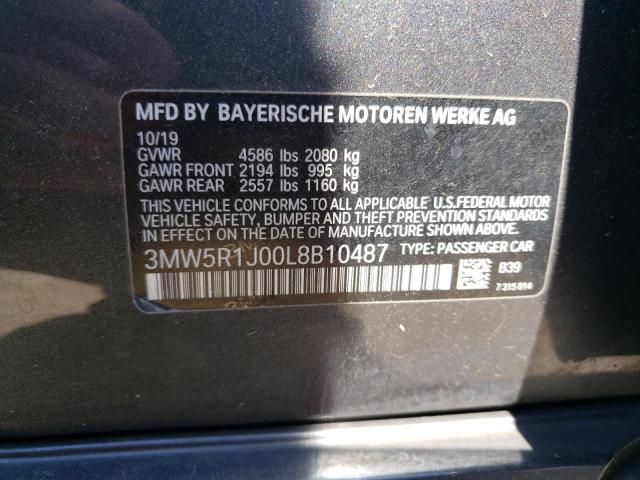 MFD BY BAYERISCHE MOTOREN WERKE AG
10/19
GVWR 4586 lbs 2080 kg
GAWR FRONT 2194 lbs 995 kg
GAWR REAR 2557 lbs 1160 kg
THIS VEHICLE CONFORMS TO ALL APPLICABLE U.S.FEDERAL MOTOR
VEHICLE SAFETY, BUMPER AND THEFT PREVENTION STANDARDS
IN EFFECT ON THE DATE OF MANUFACTURE SHOWN ABOVE.
3MW5R1J00L8B10487 TYPE: PASSENGER CAR
B39
7315014